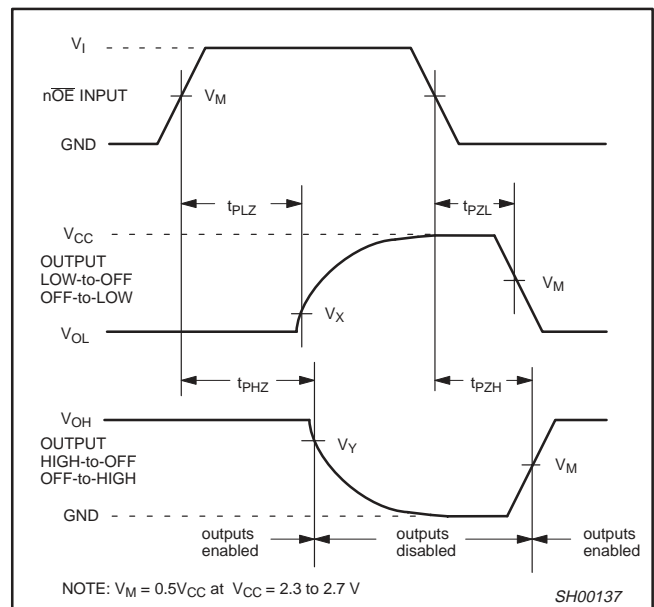 V_I
nOE INPUT
V_M
GND
t_PLZ
t_PZL
V_CC
OUTPUT
LOW-to-OFF
OFF-to-LOW
V_M
V_X
V_OL
t_PHZ
t_PZH
V_OH
OUTPUT
HIGH-to-OFF
OFF-to-HIGH
V_Y
V_M
GND
outputs
enabled
outputs
disabled
outputs
enabled
NOTE: V_M = 0.5V_CC at V_CC = 2.3 to 2.7 V
SH00137